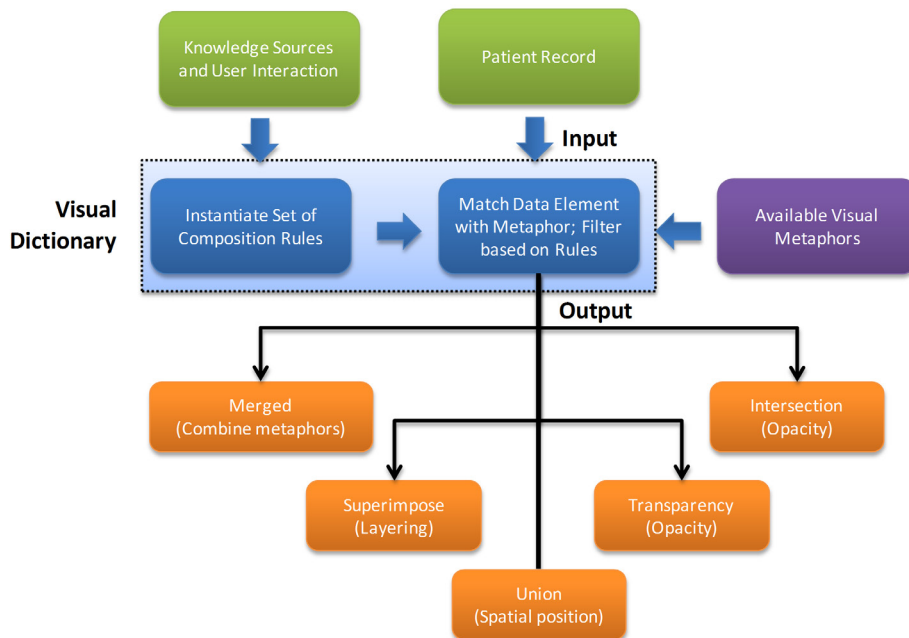 Knowledge Sources
and User Interaction
Patient Record
Input
Visual
Dictionary
Instantiate Set of
Composition Rules
Match Data Element
with Metaphor; Filter
based on Rules
Available Visual
Metaphors
Output
Merged
(Combine metaphors)
Intersection
(Opacity)
Superimpose
(Layering)
Transparency
(Opacity)
Union
(Spatial position)